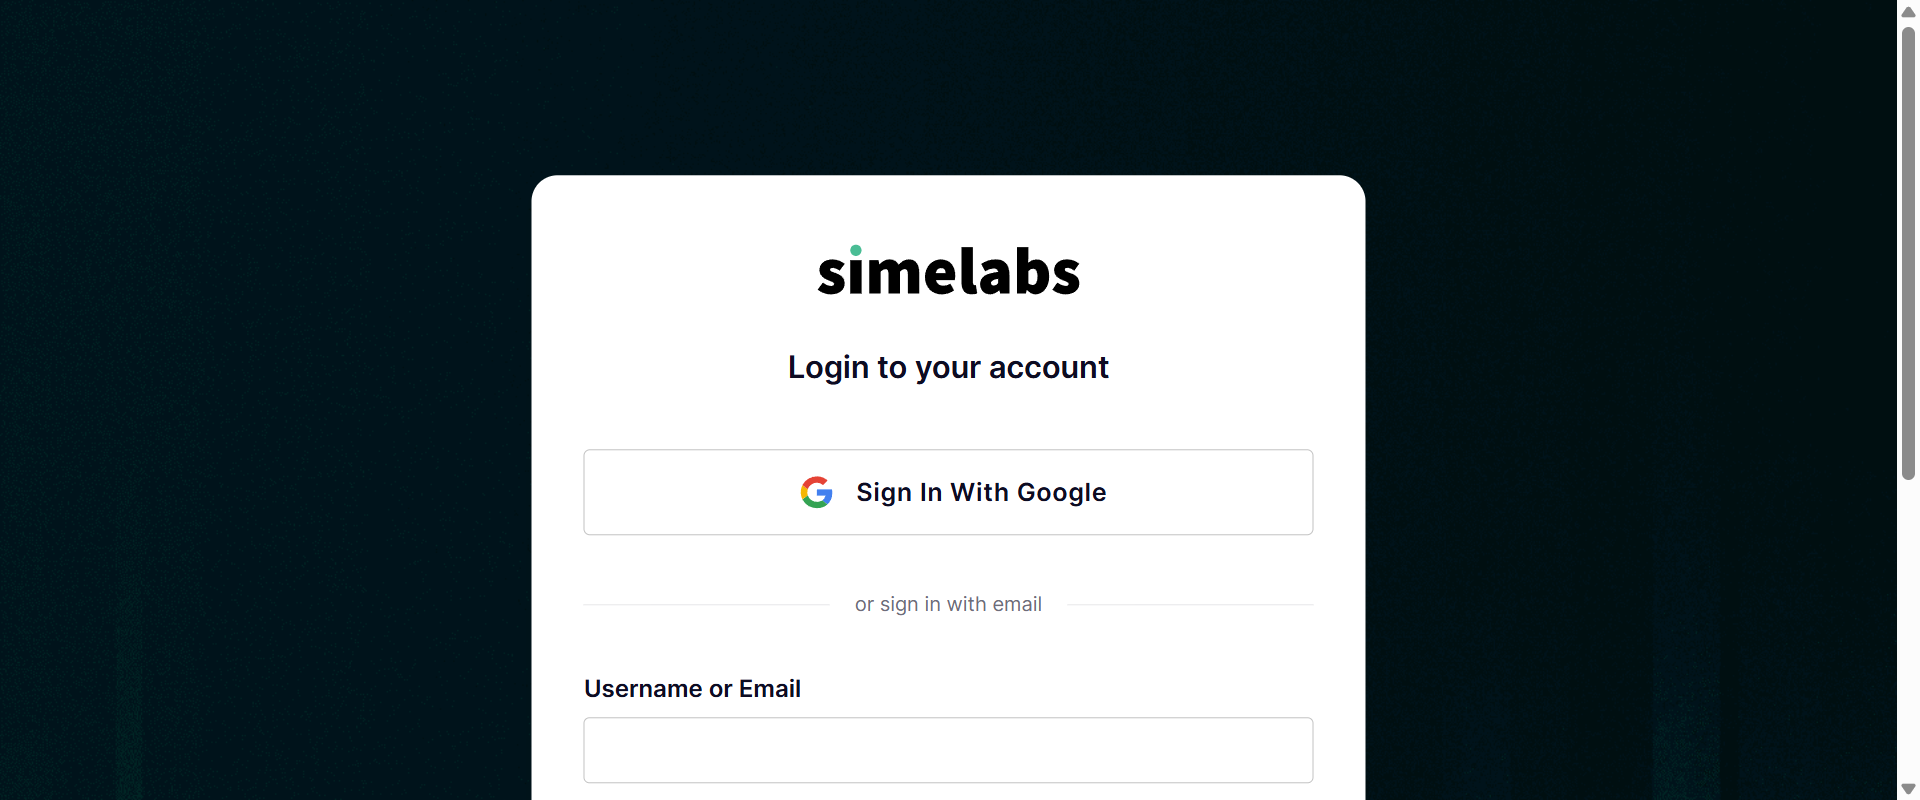 simelabs
Login to your account
Sign In With Google
or sign in with email
Username or Email